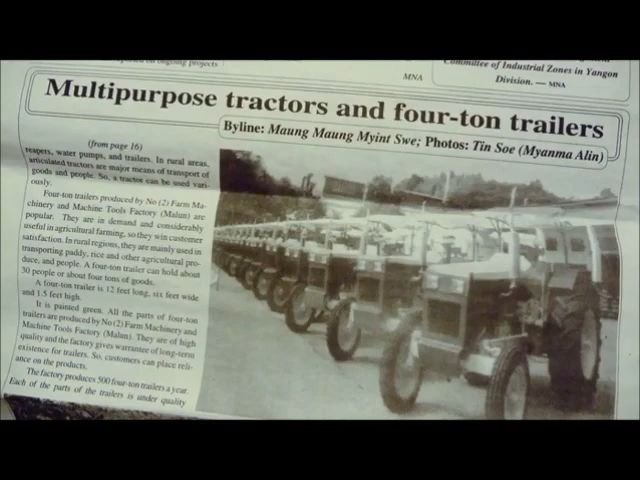 on ongoing projects
MNA
Committee of Industrial Zones in Yangon
Division. — MNA
Multipurpose tractors and four-ton trailers
Byline: Maung Maung Myint Swe; Photos: Tin Soe (Myanma Alin)
(from page 16)
reapers, water pumps, and trailers. In rural areas,
articulated tractors are major means of transport of
goods and people. So, a tractor can be used vari-
ously.
Four-ton trailers produced by No (2) Farm Ma-
chinery and Machine Tools Factory (Malun) are
popular. They are in demand and considerably
useful in agricultural farming, so they win customer
satisfaction. In rural regions, they are mainly used in
transporting paddy, rice and other agricultural pro-
duce, and people. A four-ton trailer can hold about
30 people or about four tons of goods.
A four-ton trailer is 12 feet long, six feet wide
and 1.5 feet high.
It is painted green. All the parts of four-ton
trailers are produced by No (2) Farm Machinery and
Machine Tools Factory (Malun). They are of high
quality and the factory gives warrantee of long-term
existence for trailers. So, customers can place reli-
ance on the products.
The factory produces 500 four-ton trailers a year.
Each of the parts of the trailers is under quality